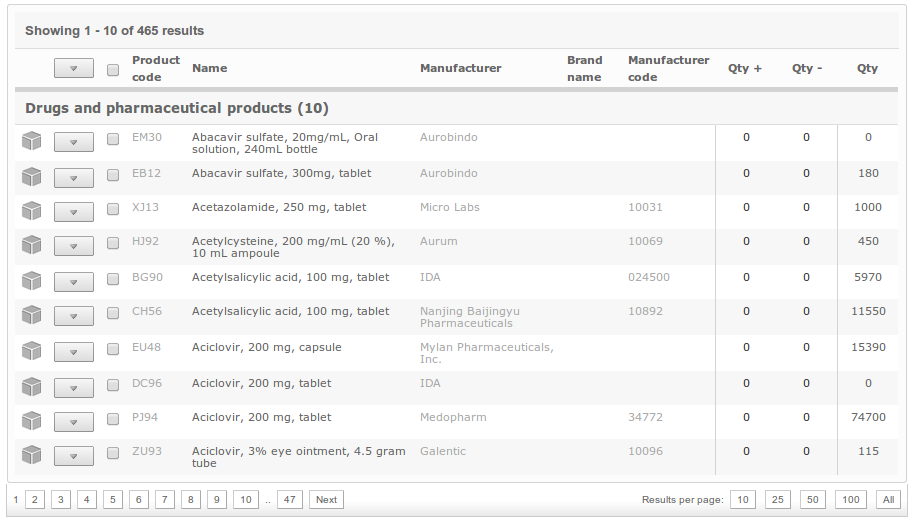 Showing 1 - 10 of 465 results
Product code Name Manufacturer Brand name Manufacturer code Qty + Qty - Qty
Drugs and pharmaceutical products (10)
EM30 Abacavir sulfate, 20mg/mL, Oral solution, 240mL bottle Aurobindo 0 0 0
EB12 Abacavir sulfate, 300mg, tablet Aurobindo 0 0 180
XJ13 Acetazolamide, 250 mg, tablet Micro Labs 10031 0 0 1000
HJ92 Acetylcysteine, 200 mg/mL (20 %), 10 mL ampoule Aurum 10069 0 0 450
BG90 Acetylsalicylic acid, 100 mg, tablet IDA 024500 0 0 5970
CH56 Acetylsalicylic acid, 100 mg, tablet Nanjing Baijingyu Pharmaceuticals 10892 0 0 11550
EU48 Aciclovir, 200 mg, capsule Mylan Pharmaceuticals, Inc. 0 0 15390
DC96 Aciclovir, 200 mg, tablet IDA 0 0 0
PJ94 Aciclovir, 200 mg, tablet Medopharm 34772 0 0 74700
ZU93 Aciclovir, 3% eye ointment, 4.5 gram tube Galentic 10096 0 0 115
1 2 3 4 5 6 7 8 9 10 .. 47 Next Results per page: 10 25 50 100 All